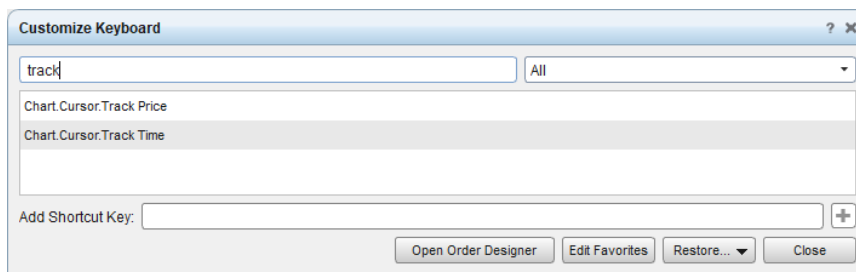 Customize Keyboard ?
track All
Chart.Cursor.Track Price
Chart.Cursor.Track Time
Add Shortcut Key:
Open Order Designer Edit Favorites Restore... Close